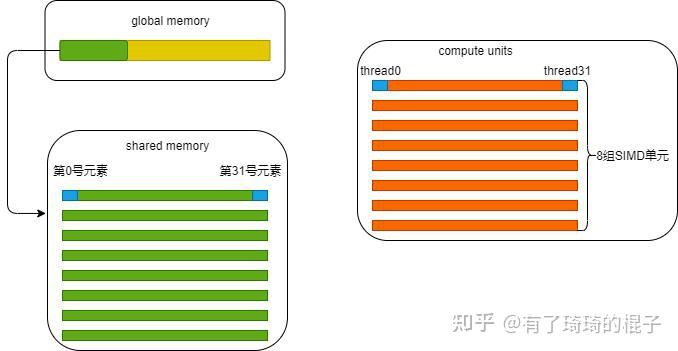 global memory
shared memory
第0号元素
第31号元素
compute units
thread0
thread31
8组SIMD单元
知乎 @有了琦琦的棍子